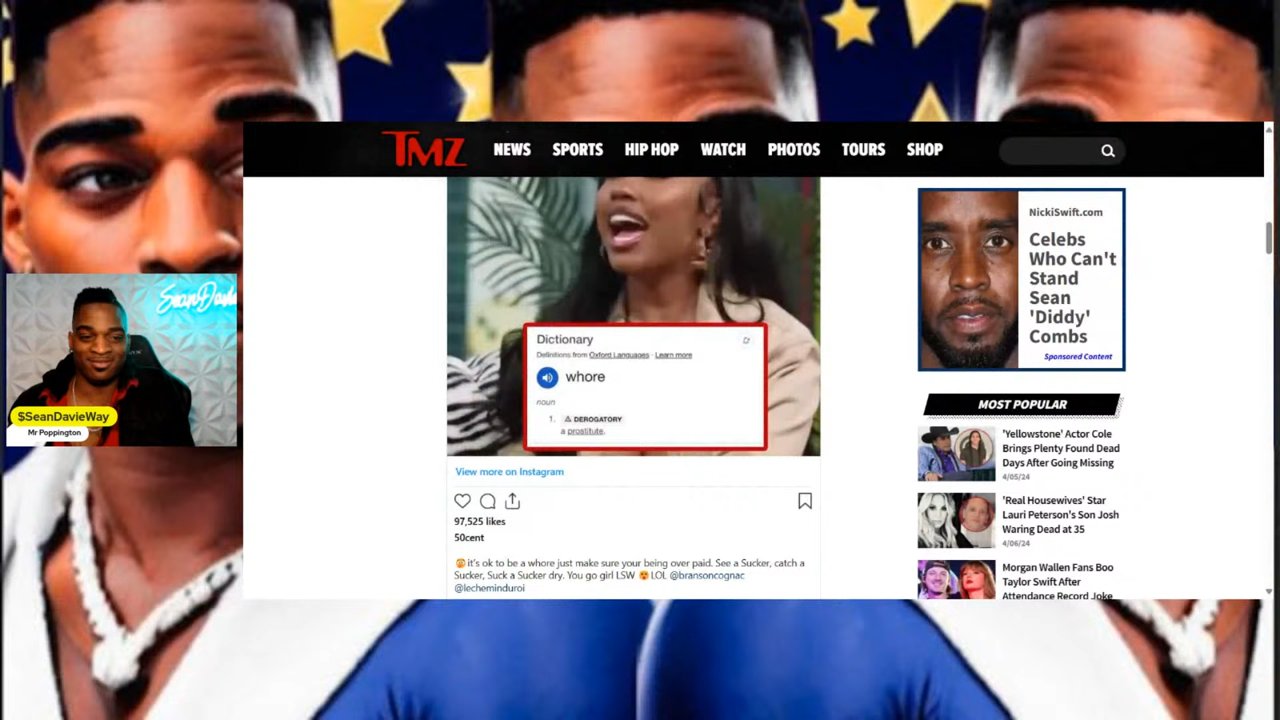 TMZ
NEWS SPORTS HIP HOP WATCH PHOTOS TOURS SHOP
Dictionary
Definitions from Oxford Languages · Learn more
whore
noun
1. ⚠ DEROGATORY
a prostitute.
View more on Instagram
97,525 likes
50cent
it's ok to be a whore just make sure your being over paid. See a Sucker, catch a
Sucker, Suck a Sucker dry. You go girl LSW 😍 LOL @bransoncognac
@lecheminduroi
NickiSwift.com
Celebs
Who Can't
Stand
Sean
'Diddy'
Combs
Sponsored Content
MOST POPULAR
'Yellowstone' Actor Cole
Brings Plenty Found Dead
Days After Going Missing
4/05/24
'Real Housewives' Star
Lauri Peterson's Son Josh
Waring Dead at 35
4/06/24
Morgan Wallen Fans Boo
Taylor Swift After
Attendance Record Joke
$SeanDavieWay
Mr Poppington